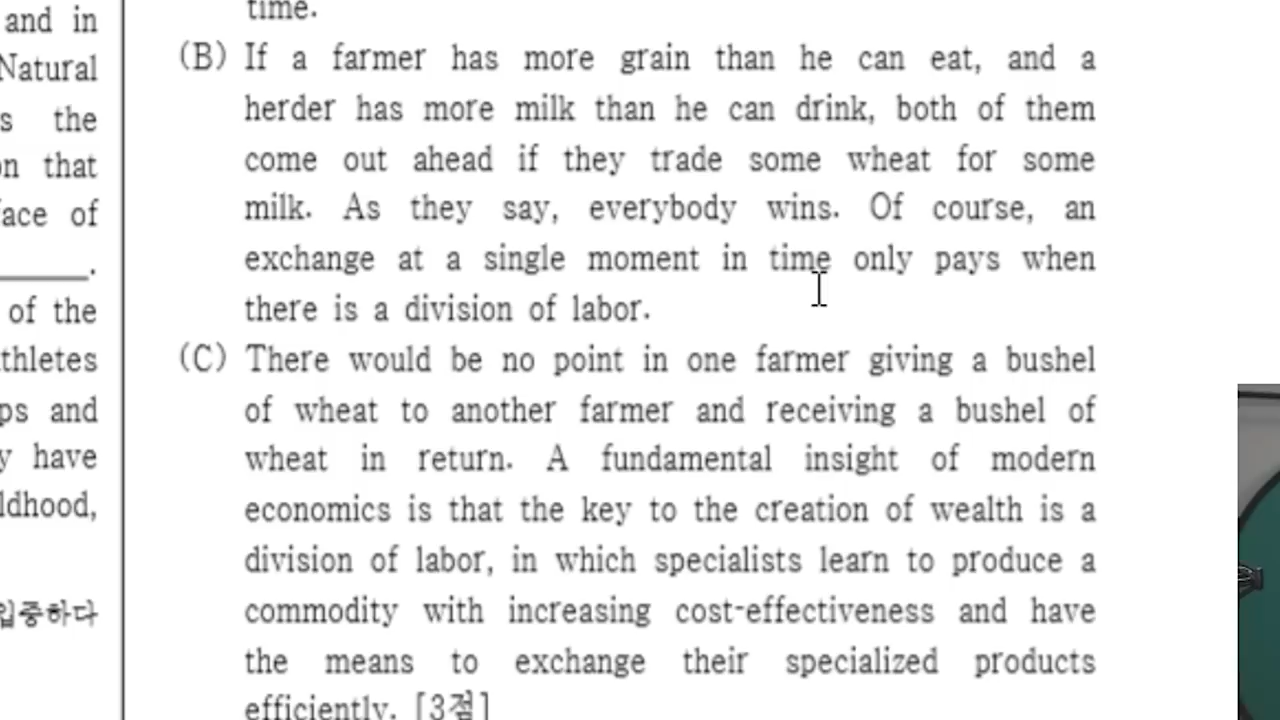 and in
Natural
s the
on that
ace of
.
of the
thletes
ps and
y have
ldhood,
입중하다
time.
(B) If a farmer has more grain than he can eat, and a
herder has more milk than he can drink, both of them
come out ahead if they trade some wheat for some
milk. As they say, everybody wins. Of course, an
exchange at a single moment in time only pays when
there is a division of labor.
(C) There would be no point in one farmer giving a bushel
of wheat to another farmer and receiving a bushel of
wheat in return. A fundamental insight of modern
economics is that the key to the creation of wealth is a
division of labor, in which specialists learn to produce a
commodity with increasing cost-effectiveness and have
the means to exchange their specialized products
efficiently. [3점]